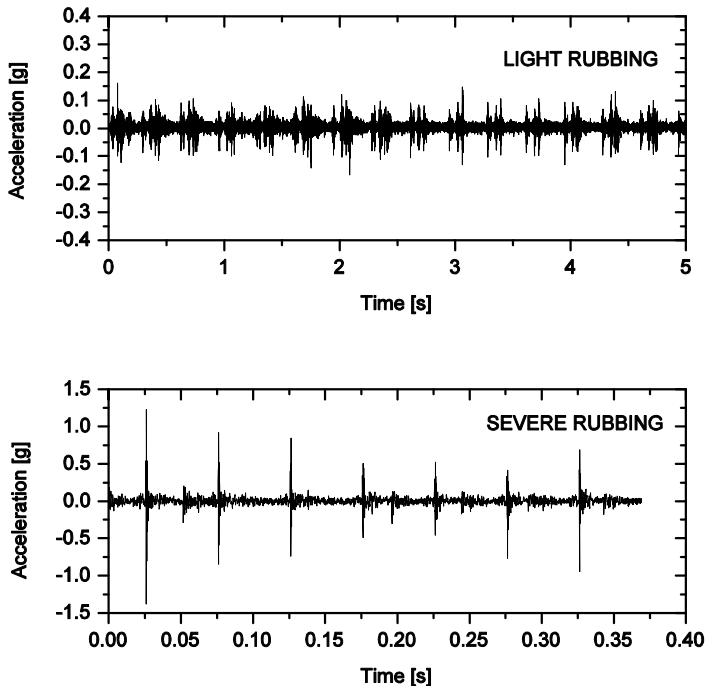 0.4
0.3
0.2
0.1
0.0
-0.1
-0.2
-0.3
-0.4
Acceleration [g]
LIGHT RUBBING
0 1 2 3 4 5
Time [s]
1.5
1.0
0.5
0.0
-0.5
-1.0
-1.5
Acceleration [g]
SEVERE RUBBING
0.00 0.05 0.10 0.15 0.20 0.25 0.30 0.35 0.40
Time [s]